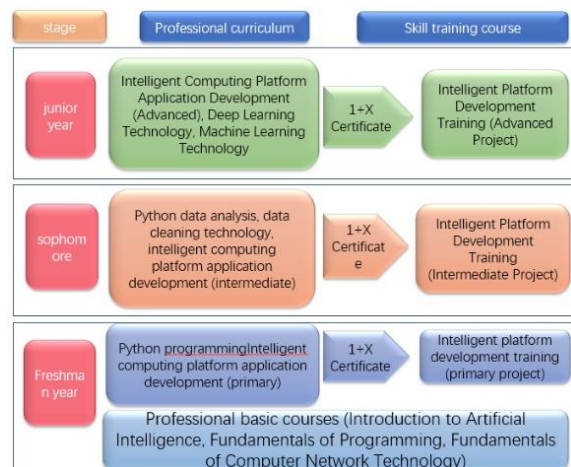 stage
Professional curriculum
Skill training course
junior
year
Intelligent Computing Platform
Application Development
(Advanced), Deep Learning
Technology, Machine Learning
Technology
1+X
Certificate
Intelligent Platform
Development
Training (Advanced
Project)
sophom
ore
Python data analysis, data
cleaning technology,
intelligent computing
platform application
development (intermediate)
1+X
Certificat
e
Intelligent Platform
Development
Training
(Intermediate Project)
Freshma
n year
Python programmingIntelligent
computing platform application
development (primary)
1+X
Certificate
Intelligent platform
development training
(primary project)
Professional basic courses (Introduction to Artificial
Intelligence, Fundamentals of Programming, Fundamentals
of Computer Network Technology)